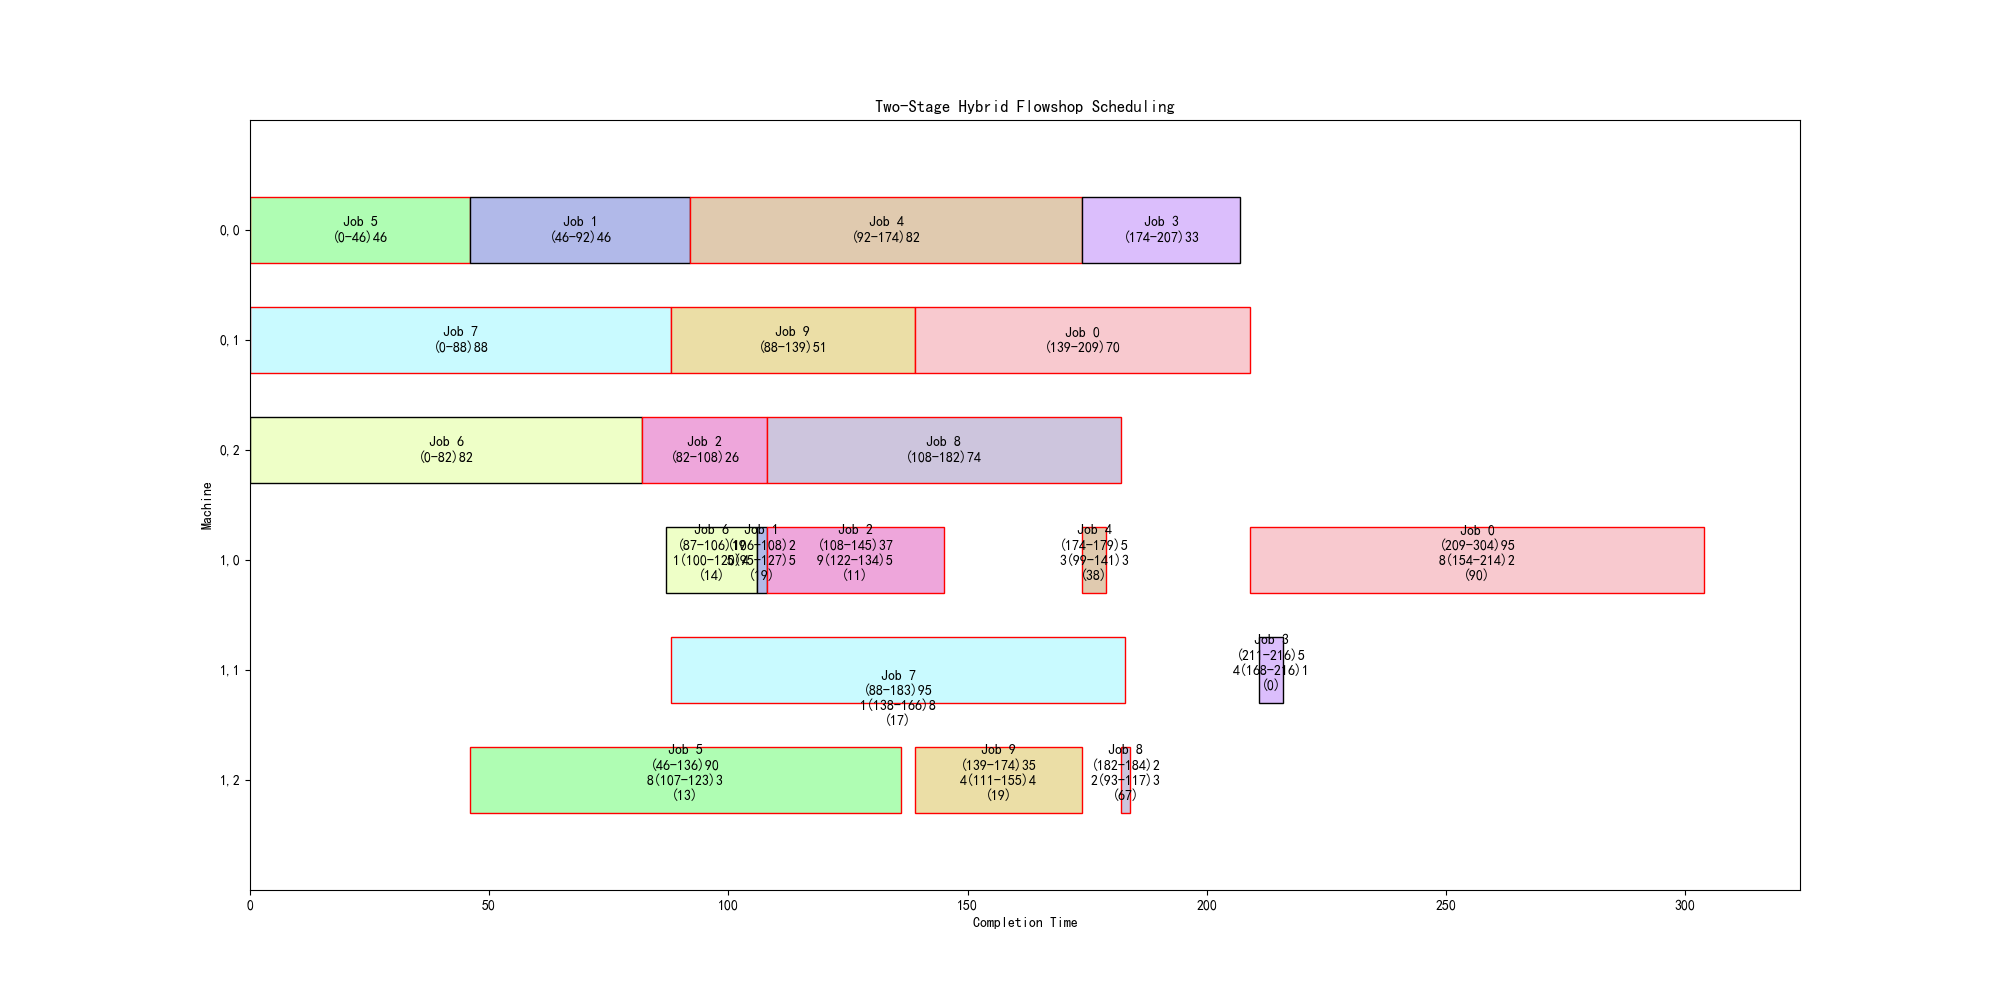 Two-Stage Hybrid Flowshop Scheduling
0,0
Job 5
(0-46)46
Job 1
(46-92)46
Job 4
(92-174)82
Job 3
(174-207)33
0,1
Job 7
(0-88)88
Job 9
(88-139)51
Job 0
(139-209)70
0,2
Job 6
(0-82)82
Job 2
(82-108)26
Job 8
(108-182)74
Machine
1,0
Job 6
(87-106)19
1(100-120)4
(14)
Job 1
(106-108)2
5(95-127)5
(19)
Job 2
(108-145)37
9(122-134)5
(11)
Job 4
(174-179)5
3(99-141)3
(38)
Job 0
(209-304)95
8(154-214)2
(90)
1,1
Job 7
(88-183)95
1(138-166)8
(17)
Job 3
(211-216)5
4(168-216)1
(0)
1,2
Job 5
(46-136)90
8(107-123)3
(13)
Job 9
(139-174)35
4(111-155)4
(19)
Job 8
(182-184)2
2(93-117)3
(67)
0
50
100
150
200
250
300
Completion Time